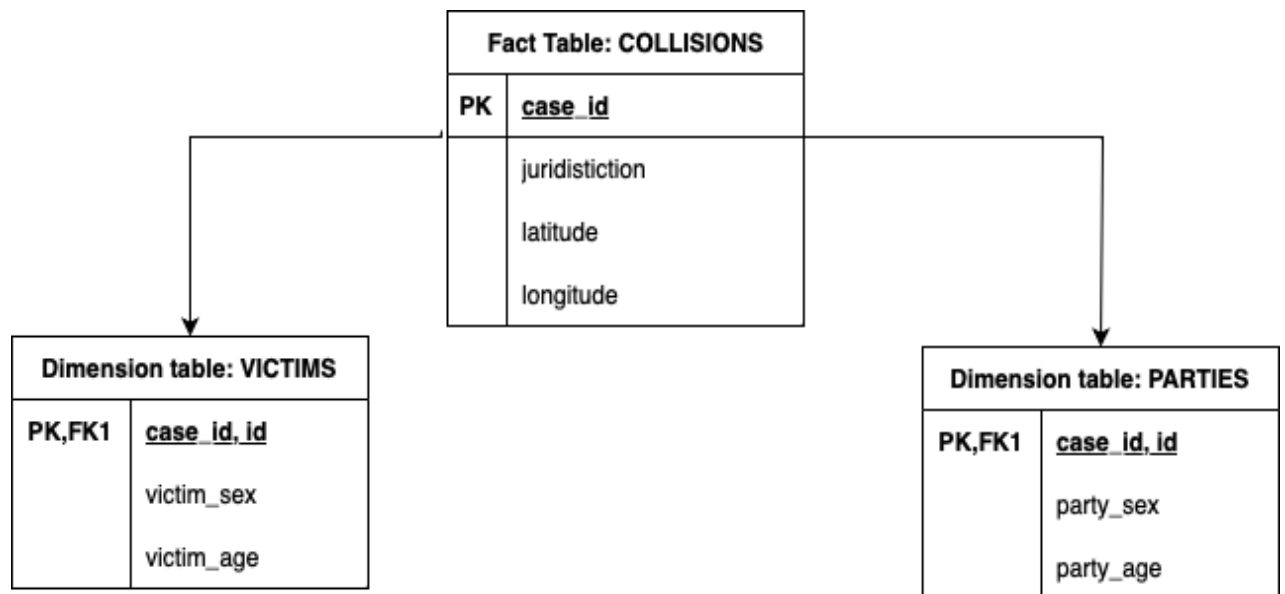 Fact Table: COLLISIONS
PK case_id
juridistiction
latitude
longitude
Dimension table: VICTIMS
PK,FK1 case_id, id
victim_sex
victim_age
Dimension table: PARTIES
PK,FK1 case_id, id
party_sex
party_age